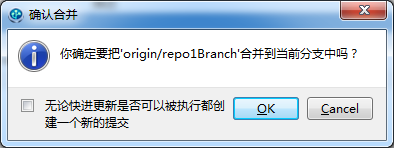 确认合并
你确定要把'origin/repo1Branch'合并到当前分支中吗？
无论快进更新是否可以被执行都创
建一个新的提交
OK
Cancel